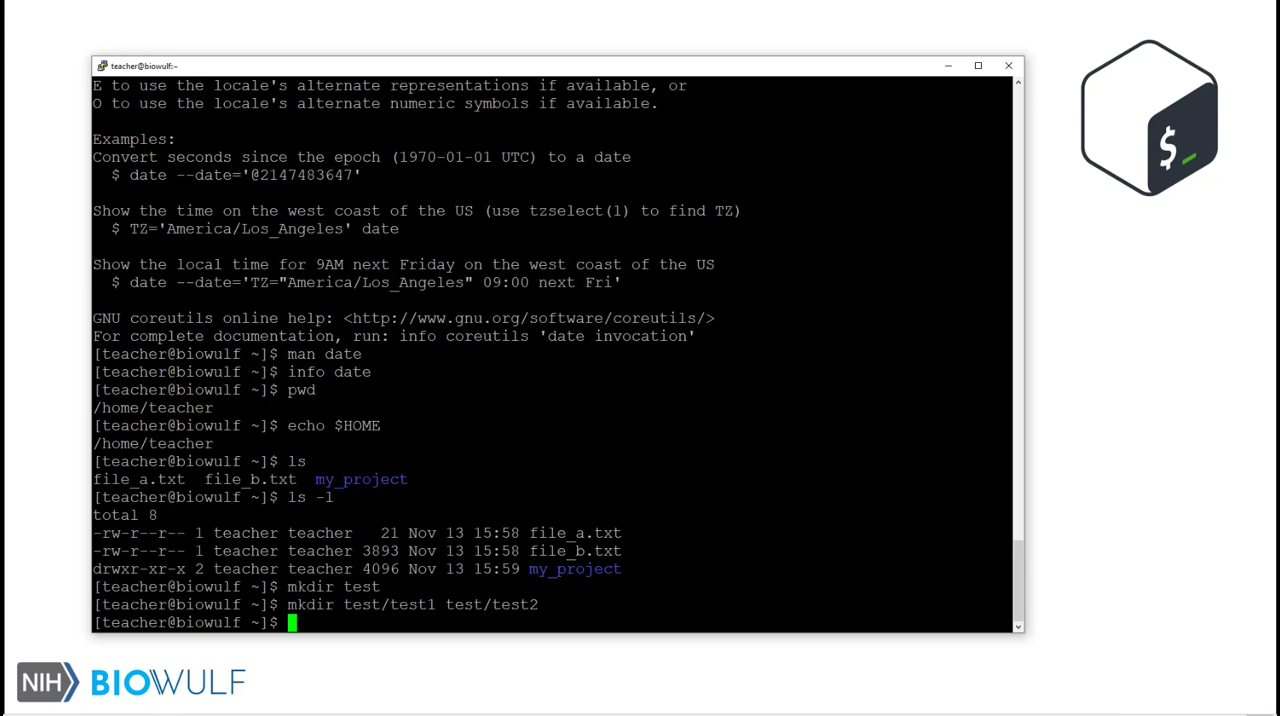 teacher@biowulf:~
E to use the locale's alternate representations if available, or
O to use the locale's alternate numeric symbols if available.
Examples:
Convert seconds since the epoch (1970-01-01 UTC) to a date
$ date --date='@2147483647'
Show the time on the west coast of the US (use tzselect(1) to find TZ)
$ TZ='America/Los_Angeles' date
Show the local time for 9AM next Friday on the west coast of the US
$ date --date='TZ="America/Los_Angeles" 09:00 next Fri'
GNU coreutils online help: <http://www.gnu.org/software/coreutils/>
For complete documentation, run: info coreutils 'date invocation'
[teacher@biowulf ~]$ man date
[teacher@biowulf ~]$ info date
[teacher@biowulf ~]$ pwd
/home/teacher
[teacher@biowulf ~]$ echo $HOME
/home/teacher
[teacher@biowulf ~]$ ls
file_a.txt  file_b.txt  my_project
[teacher@biowulf ~]$ ls -l
total 8
-rw-r--r-- 1 teacher teacher   21 Nov 13 15:58 file_a.txt
-rw-r--r-- 1 teacher teacher 3893 Nov 13 15:58 file_b.txt
drwxr-xr-x 2 teacher teacher 4096 Nov 13 15:59 my_project
[teacher@biowulf ~]$ mkdir test
[teacher@biowulf ~]$ mkdir test/test1 test/test2
[teacher@biowulf ~]$
$_
NIH BIOWULF